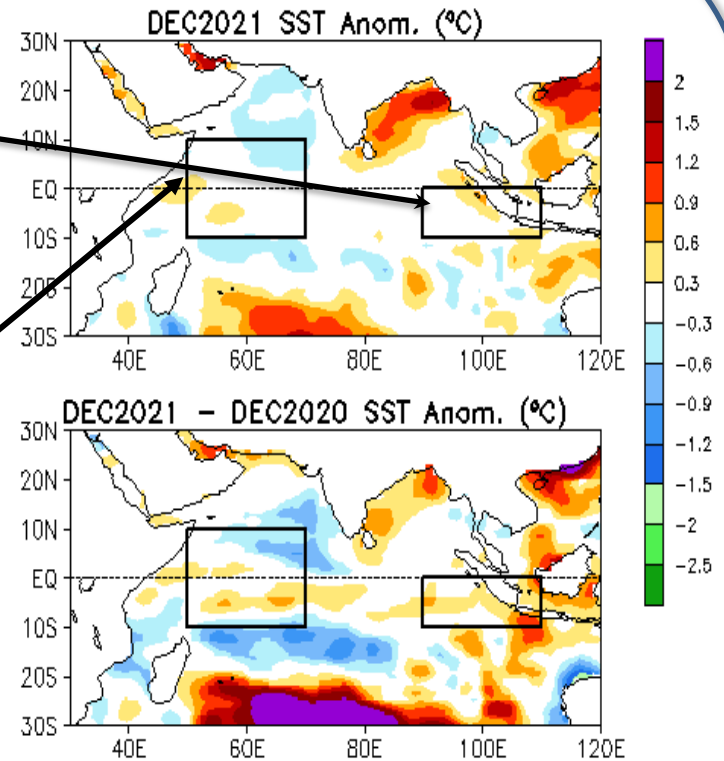 DEC2021 SST Anom. (ºC)
30N
20N
10N
EQ
10S
20S
30S
40E 60E 80E 100E 120E
2
1.5
1.2
0.9
0.6
0.3
-0.3
-0.6
-0.9
-1.2
-1.5
-2
-2.5
DEC2021 - DEC2020 SST Anom. (ºC)
30N
20N
10N
EQ
10S
20S
30S
40E 60E 80E 100E 120E